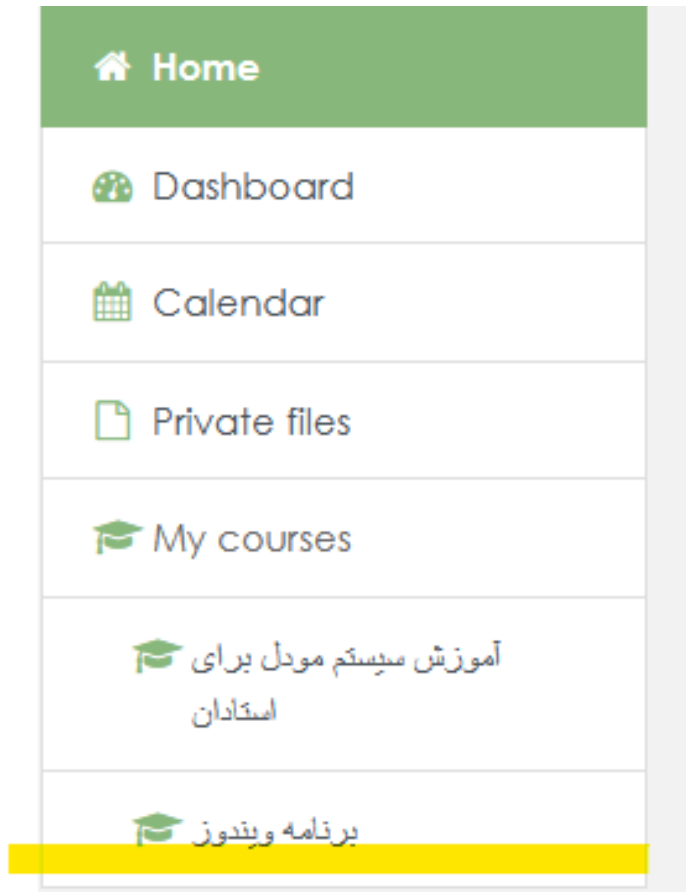 Home
Dashboard
Calendar
Private files
My courses
آموزش سیستم مودل برای
استادان
برنامه ویندوز